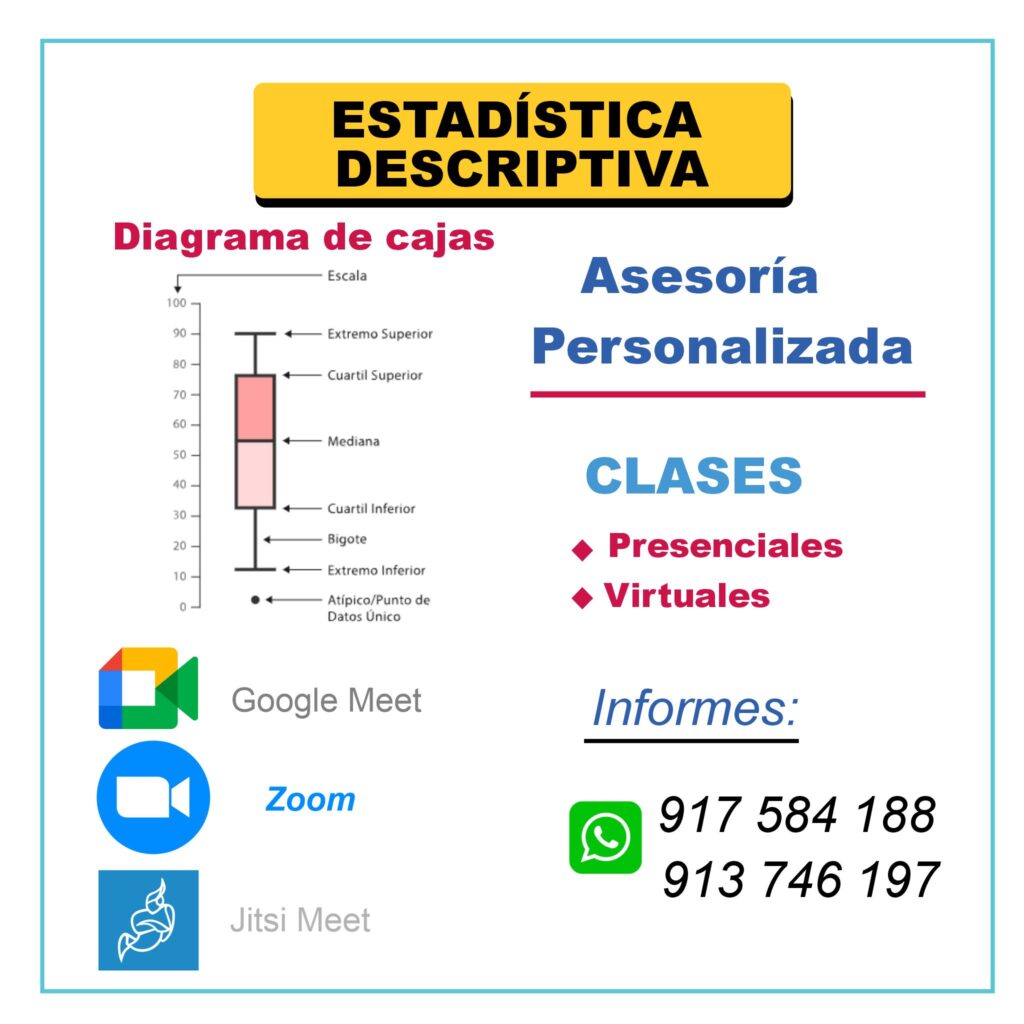 ESTADÍSTICA
DESCRIPTIVA
Diagrama de cajas
Escala
100
90
80
70
60
50
40
30
20
10
0
Extremo Superior
Cuartil Superior
Mediana
Cuartil Inferior
Bigote
Extremo Inferior
Atípico/Punto de
Datos Único
Google Meet
Zoom
Jitsi Meet
Asesoría
Personalizada
CLASES
Presenciales
Virtuales
Informes:
917 584 188
913 746 197